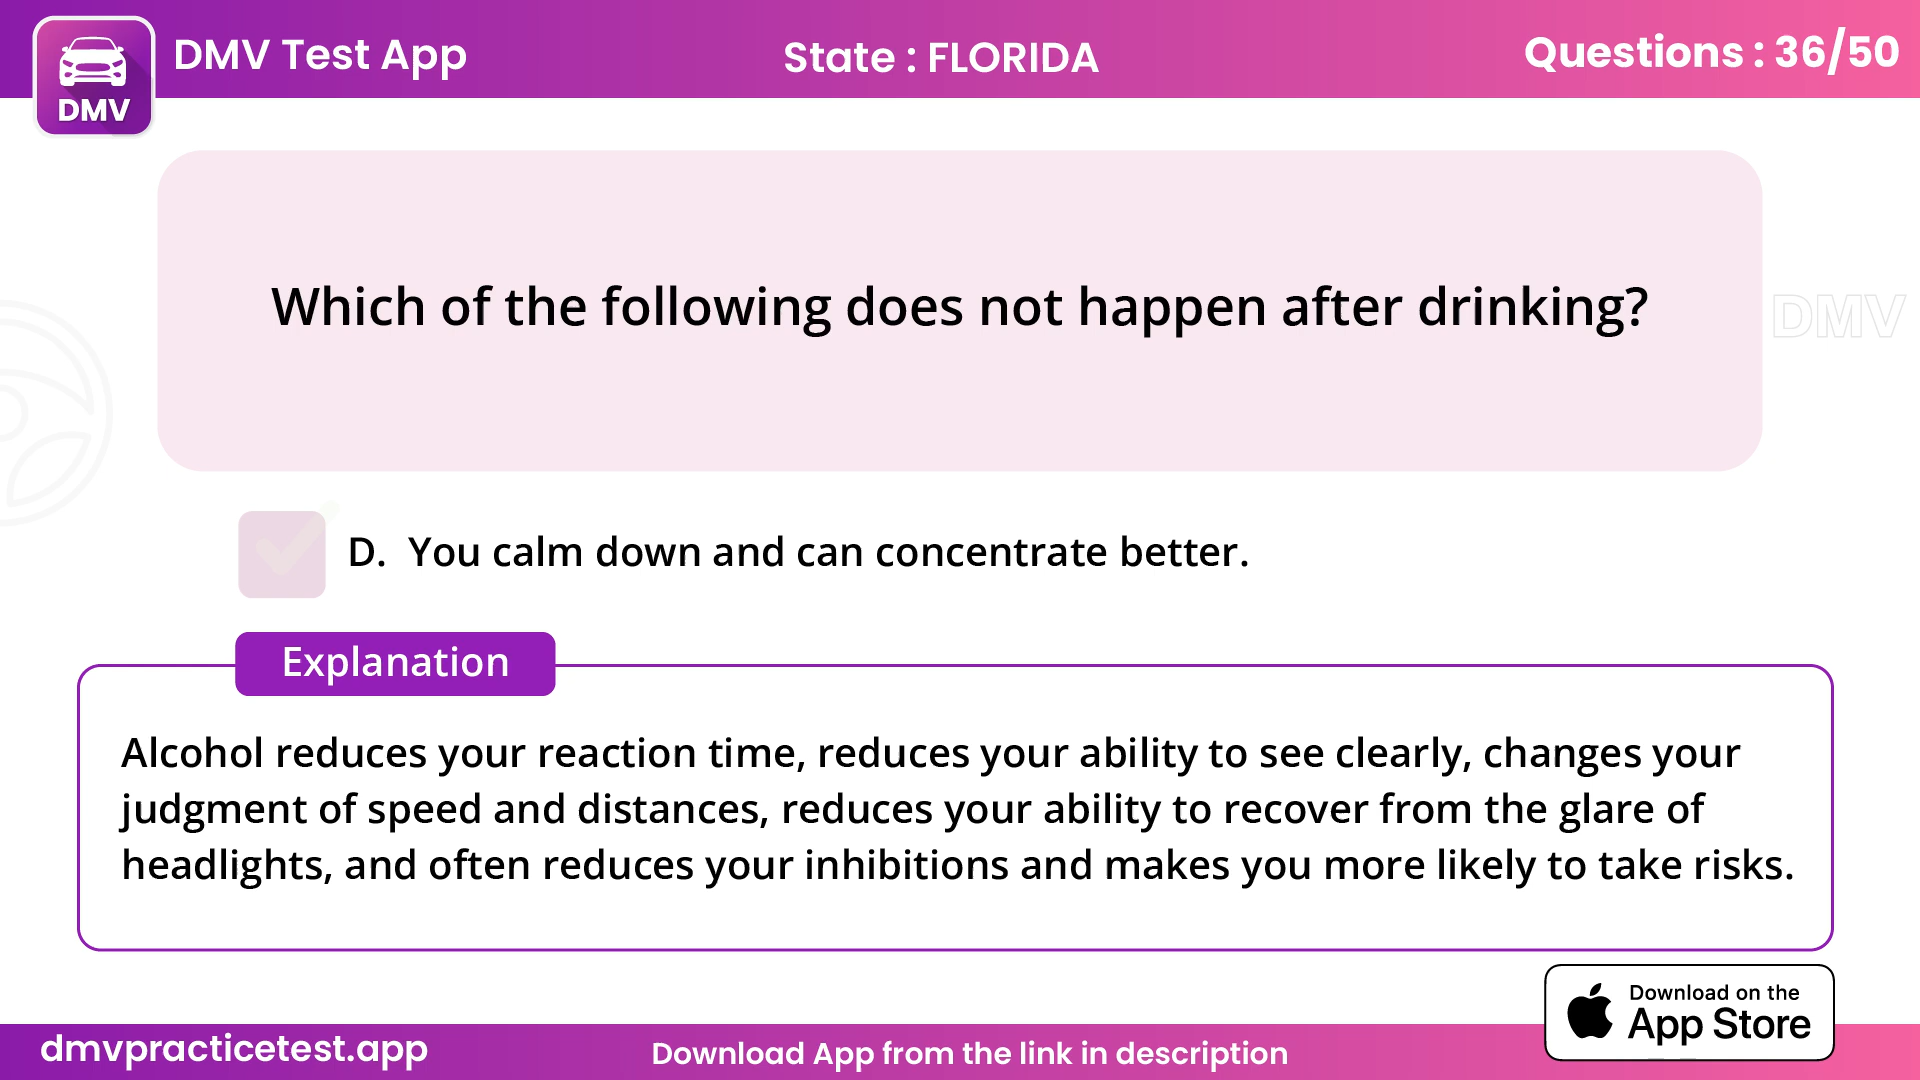 DMV Test App
State : FLORIDA
Questions : 36/50
DMV
Which of the following does not happen after drinking?
DMV
D. You calm down and can concentrate better.
Explanation
Alcohol reduces your reaction time, reduces your ability to see clearly, changes your
judgment of speed and distances, reduces your ability to recover from the glare of
headlights, and often reduces your inhibitions and makes you more likely to take risks.
Download on the
App Store
dmvpracticetest.app
Download App from the link in description